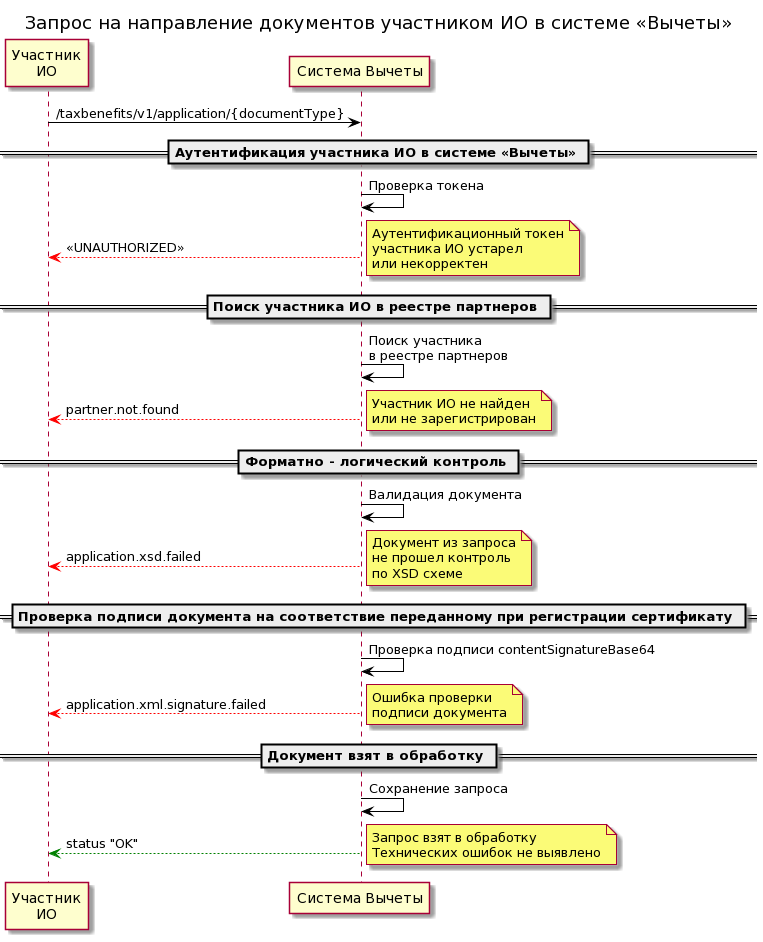 Запрос на направление документов участником ИО в системе «Вычеты»
Участник
ИО
Система Вычеты
/taxbenefits/v1/application/{documentType}
Аутентификация участника ИО в системе «Вычеты»
Проверка токена
Аутентификационный токен
участника ИО устарел
или некорректен
«UNAUTHORIZED»
Поиск участника ИО в реестре партнеров
Поиск участника
в реестре партнеров
Участник ИО не найден
или не зарегистрирован
partner.not.found
Форматно - логический контроль
Валидация документа
Документ из запроса
не прошел контроль
по XSD схеме
application.xsd.failed
Проверка подписи документа на соответствие переданному при регистрации сертификату
Проверка подписи contentSignatureBase64
Ошибка проверки
подписи документа
application.xml.signature.failed
Документ взят в обработку
Сохранение запроса
Запрос взят в обработку
Технических ошибок не выявлено
status "OK"
Участник
ИО
Система Вычеты